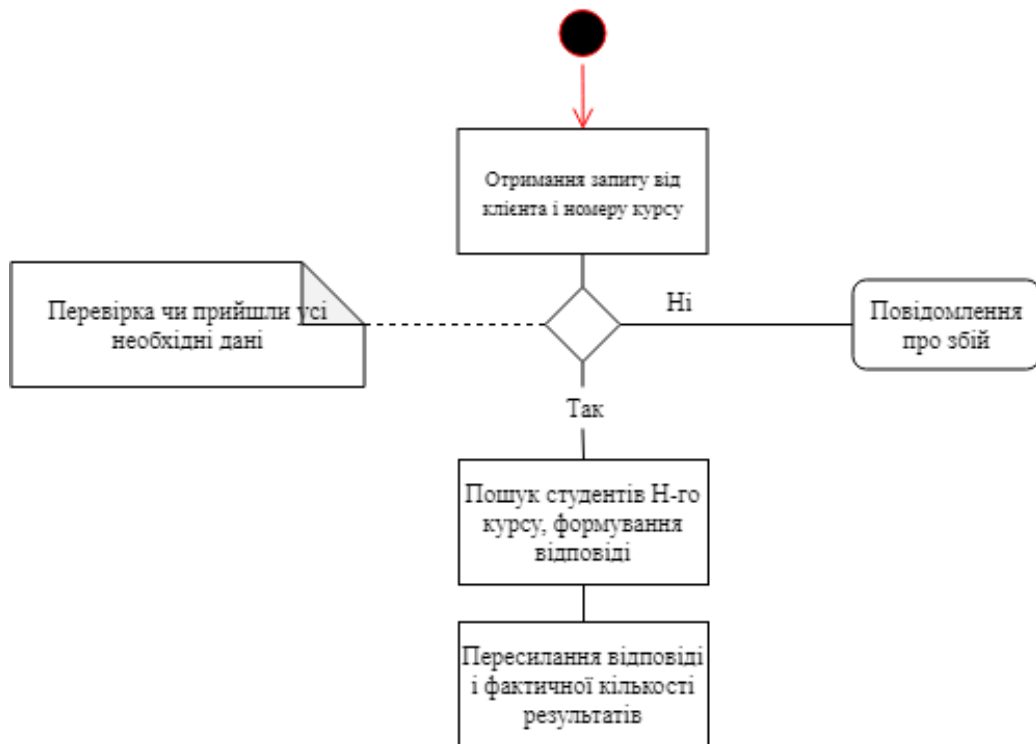 Отримання запиту від
клієнта і номеру курсу
Перевірка чи прийшли усі
необхідні дані
Ні
Повідомлення
про збій
Так
Пошук студентів Н-го
курсу, формування
відповіді
Пересилання відповіді
і фактичної кількості
результатів